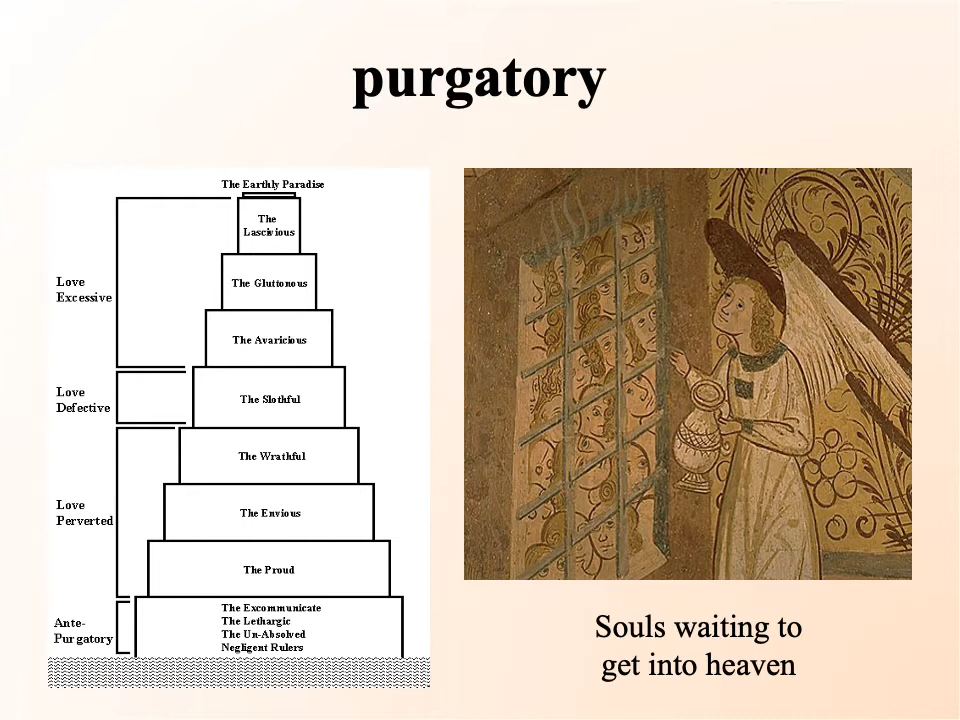 purgatory
The Earthly Paradise
The
Lascivious
Love
Excessive
The Gluttonous
The Avaricious
Love
Defective
The Slothful
The Wrathful
Love
Perverted
The Envious
The Proud
Ante-
Purgatory
The Excommunicate
The Lethargic
The Un-Absolved
Negligent Rulers
Souls waiting to
get into heaven